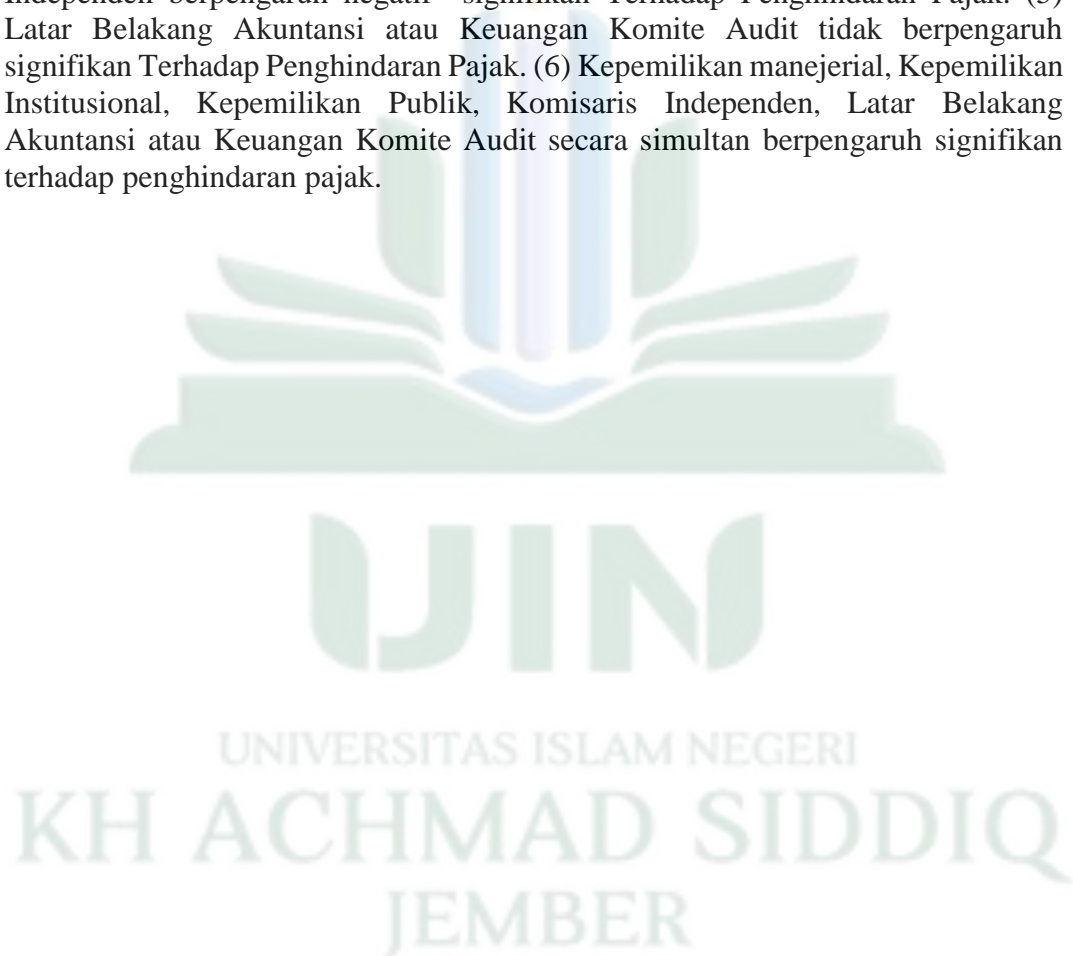 Independen berpengaruh negatif signifikan Terhadap Penghindaran Pajak. (5)
Latar Belakang Akuntansi atau Keuangan Komite Audit tidak berpengaruh
signifikan Terhadap Penghindaran Pajak. (6) Kepemilikan manejerial, Kepemilikan
Institusional, Kepemilikan Publik, Komisaris Independen, Latar Belakang
Akuntansi atau Keuangan Komite Audit secara simultan berpengaruh signifikan
terhadap penghindaran pajak.
UIN
UNIVERSITAS ISLAM NEGERI
KH ACHMAD SIDDIQ
JEMBER